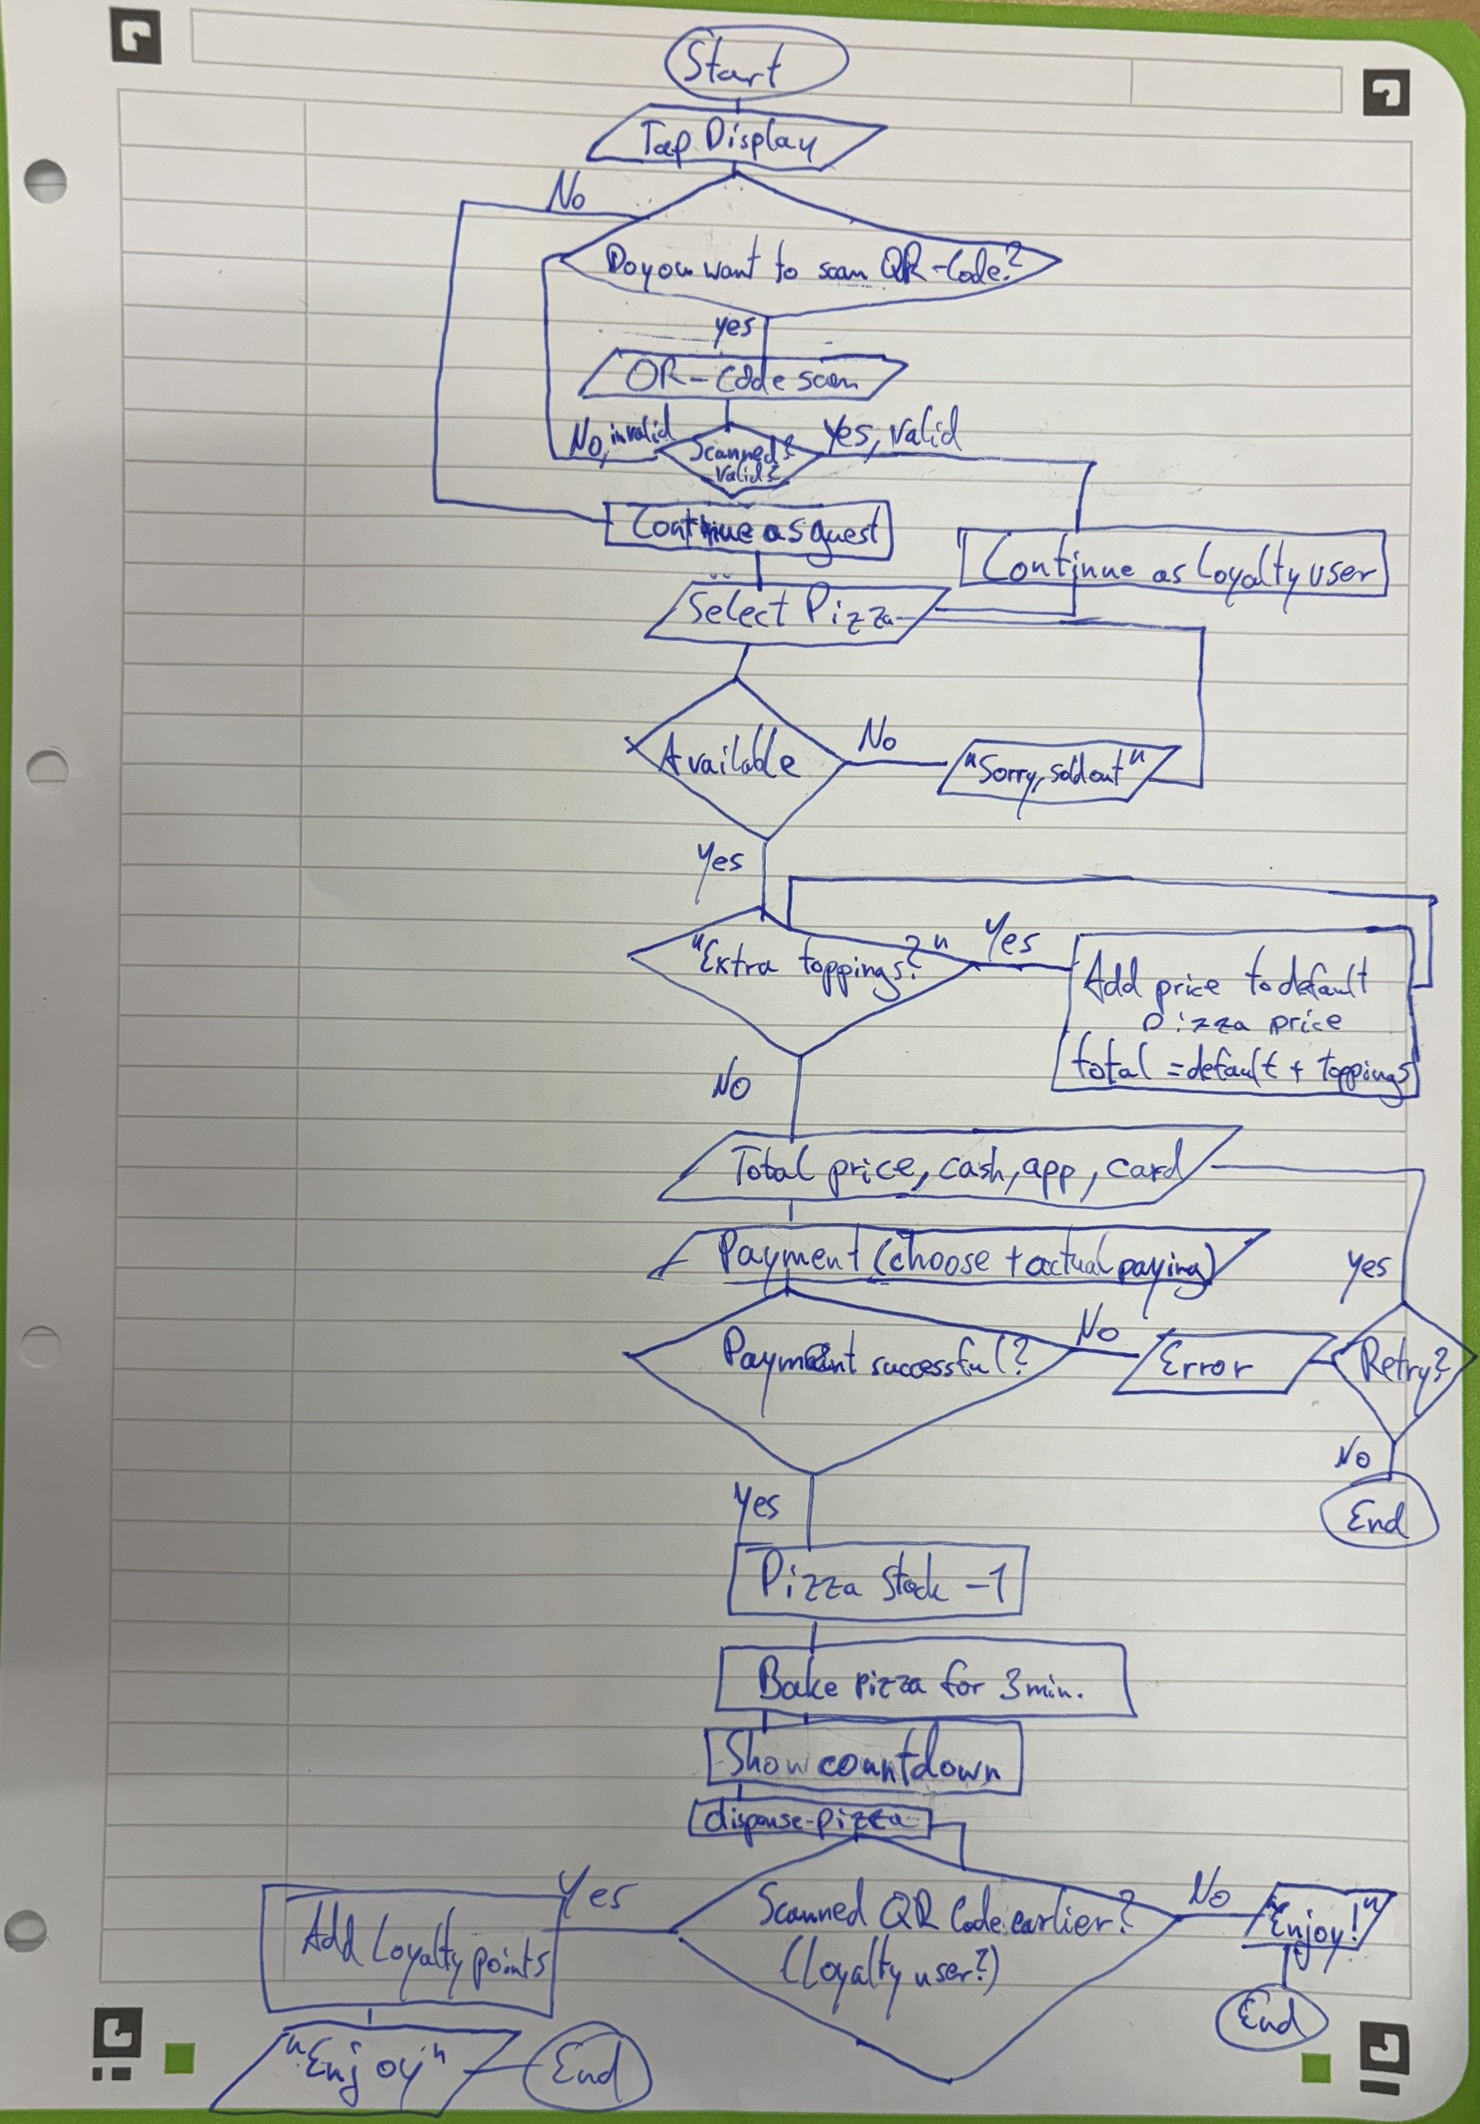 Start
Tap Display
No
Do you want to scan QR-Code?
yes
QR-Code scan
No, invalid
Scanned?
valid?
Yes, valid
Continue as guest
Continue as Loyalty user
Select Pizza
Available
No
"Sorry, sold out"
Yes
"Extra toppings?"
Yes
Add price to default
pizza price
total = default + toppings
No
Total price, cash, app, card
Payment (choose + actual paying)
Yes
Payment successful?
No
Error
Retry?
No
End
Yes
Pizza Stock -1
Bake pizza for 3 min.
Show countdown
dispense pizza
Yes
Scanned QR Code earlier?
(Loyalty user?)
No
"Enjoy!"
End
Add Loyalty points
"Enjoy"
End